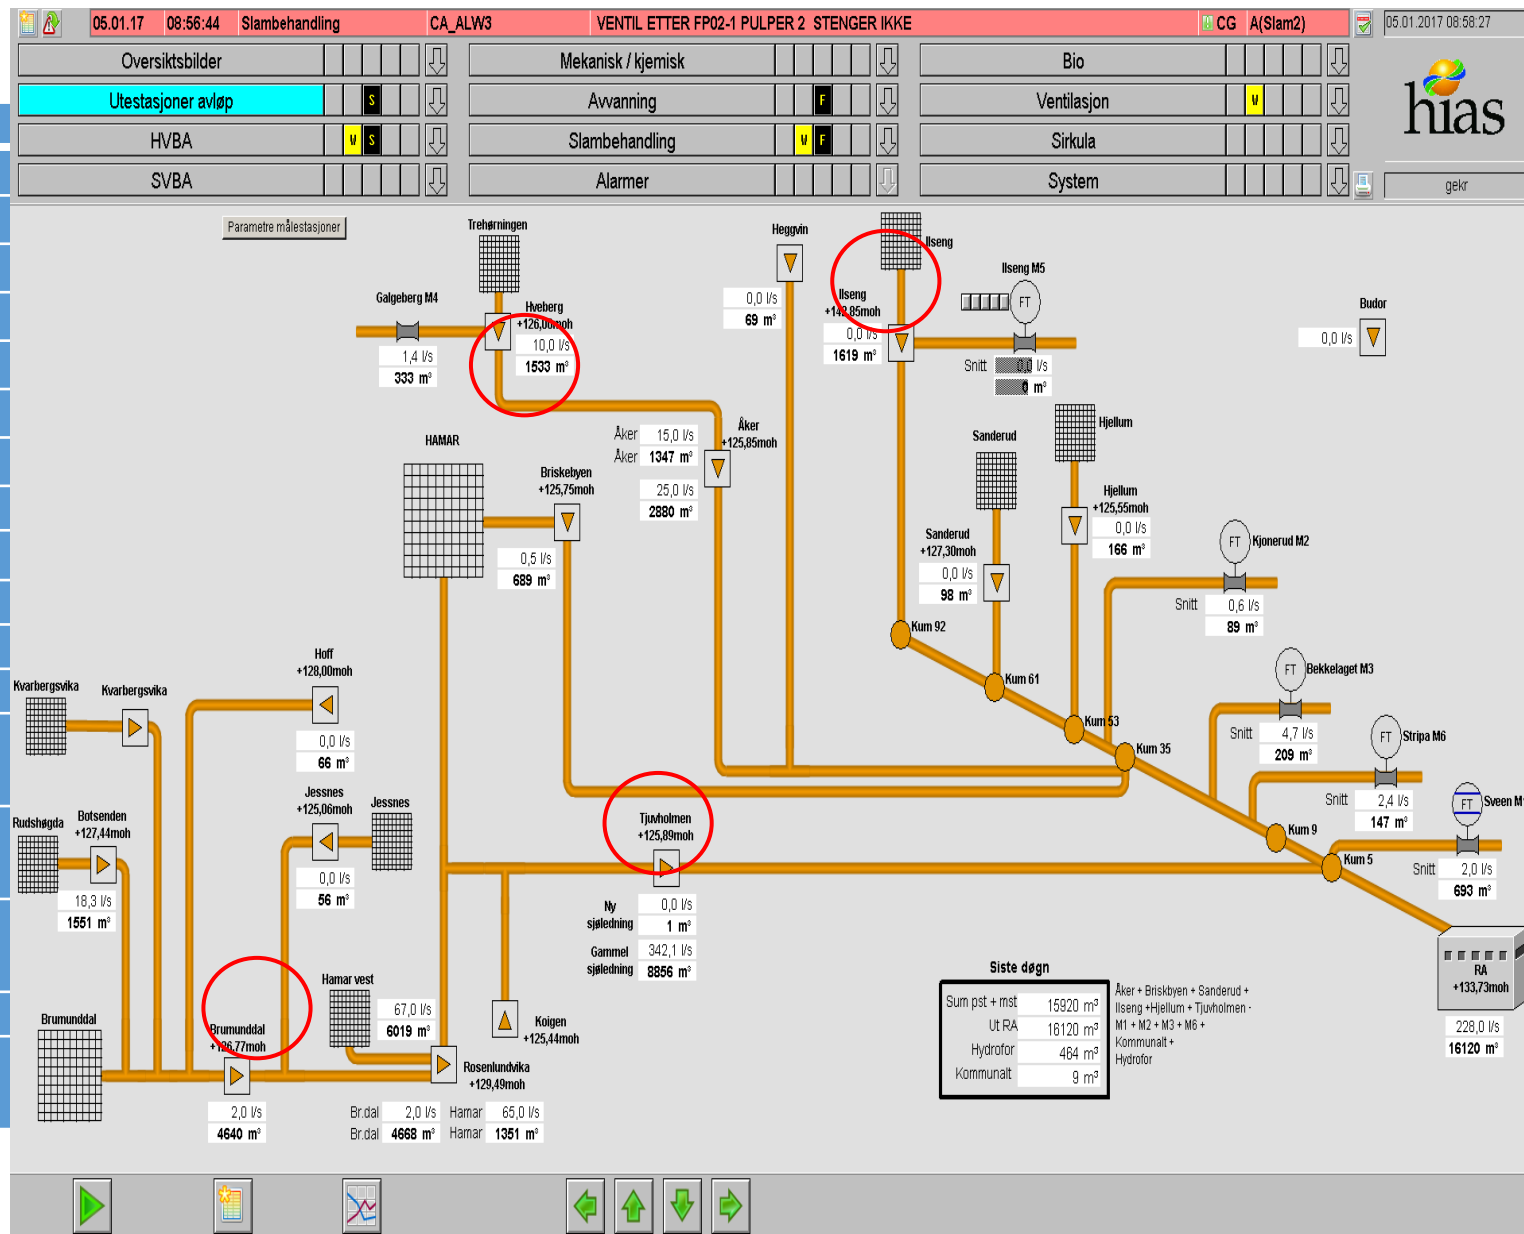 05.01.17 08:56:44 Slambehandling CA_ALW3 VENTIL ETTER FP02-1 PULPER 2 STENGER IKKE CG A(Slam2) 05.01.2017 08:58:27
Oversiktsbilder Mekanisk / kjemisk Bio
Utestasjoner avløp S Avvanning F Ventilasjon W
hias
HVBA W S Slambehandling W F Sirkula
SVBA Alarmer System gekr
Parametre målestasjoner
Trehørningen
Galgeberg M4
1,4 l/s
333 m³
Hveberg
+126,00moh
10,0 l/s
1533 m³
Heggvin
0,0 l/s
69 m³
Ilseng
Ilseng
+142,85moh
0,0 l/s
1619 m³
Ilseng M5
FT
Snitt 0,0 l/s
0 m³
Budor
0,0 l/s
HAMAR
Briskebyen
+125,75moh
0,5 l/s
689 m³
Åker
+125,85moh
Åker 15,0 l/s
Åker 1347 m³
25,0 l/s
2880 m³
Sanderud
Sanderud
+127,30moh
0,0 l/s
98 m³
Hjellum
Hjellum
+125,55moh
0,0 l/s
166 m³
FT Kjonerud M2
Snitt 0,6 l/s
89 m³
Kum 92
Kum 61
Kum 53
Kum 35
FT Bekkelaget M3
Snitt 4,7 l/s
209 m³
FT Stripa M6
Snitt 2,4 l/s
147 m³
FT Sveen M1
Snitt 2,0 l/s
693 m³
Kum 9
Kum 5
Hoff
+128,00moh
0,0 l/s
66 m³
Kvarbergsvika
Kvarbergsvika
Rudshøgda
Botsenden
+127,44moh
18,3 l/s
1551 m³
Jessnes
+125,06moh
Jessnes
0,0 l/s
56 m³
Tjuvholmen
+125,89moh
Ny 0,0 l/s
sjøledning 1 m³
Gammel 342,1 l/s
sjøledning 8856 m³
Brumunddal
Brumunddal
+126,77moh
2,0 l/s
4640 m³
Hamar vest
67,0 l/s
6019 m³
Koigen
+125,44moh
Rosenlundvika
+129,49moh
Br.dal 2,0 l/s Hamar 65,0 l/s
Br.dal 4668 m³ Hamar 1351 m³
Siste døgn
Sum pst + mst 15920 m³
Ut RA 16120 m³
Hydrofor 464 m³
Kommunalt 9 m³
Åker + Briskbyen + Sanderud +
Ilseng +Hjellum + Tjuvholmen -
M1 + M2 + M3 + M6 +
Kommunalt +
Hydrofor
RA
+133,73moh
228,0 l/s
16120 m³